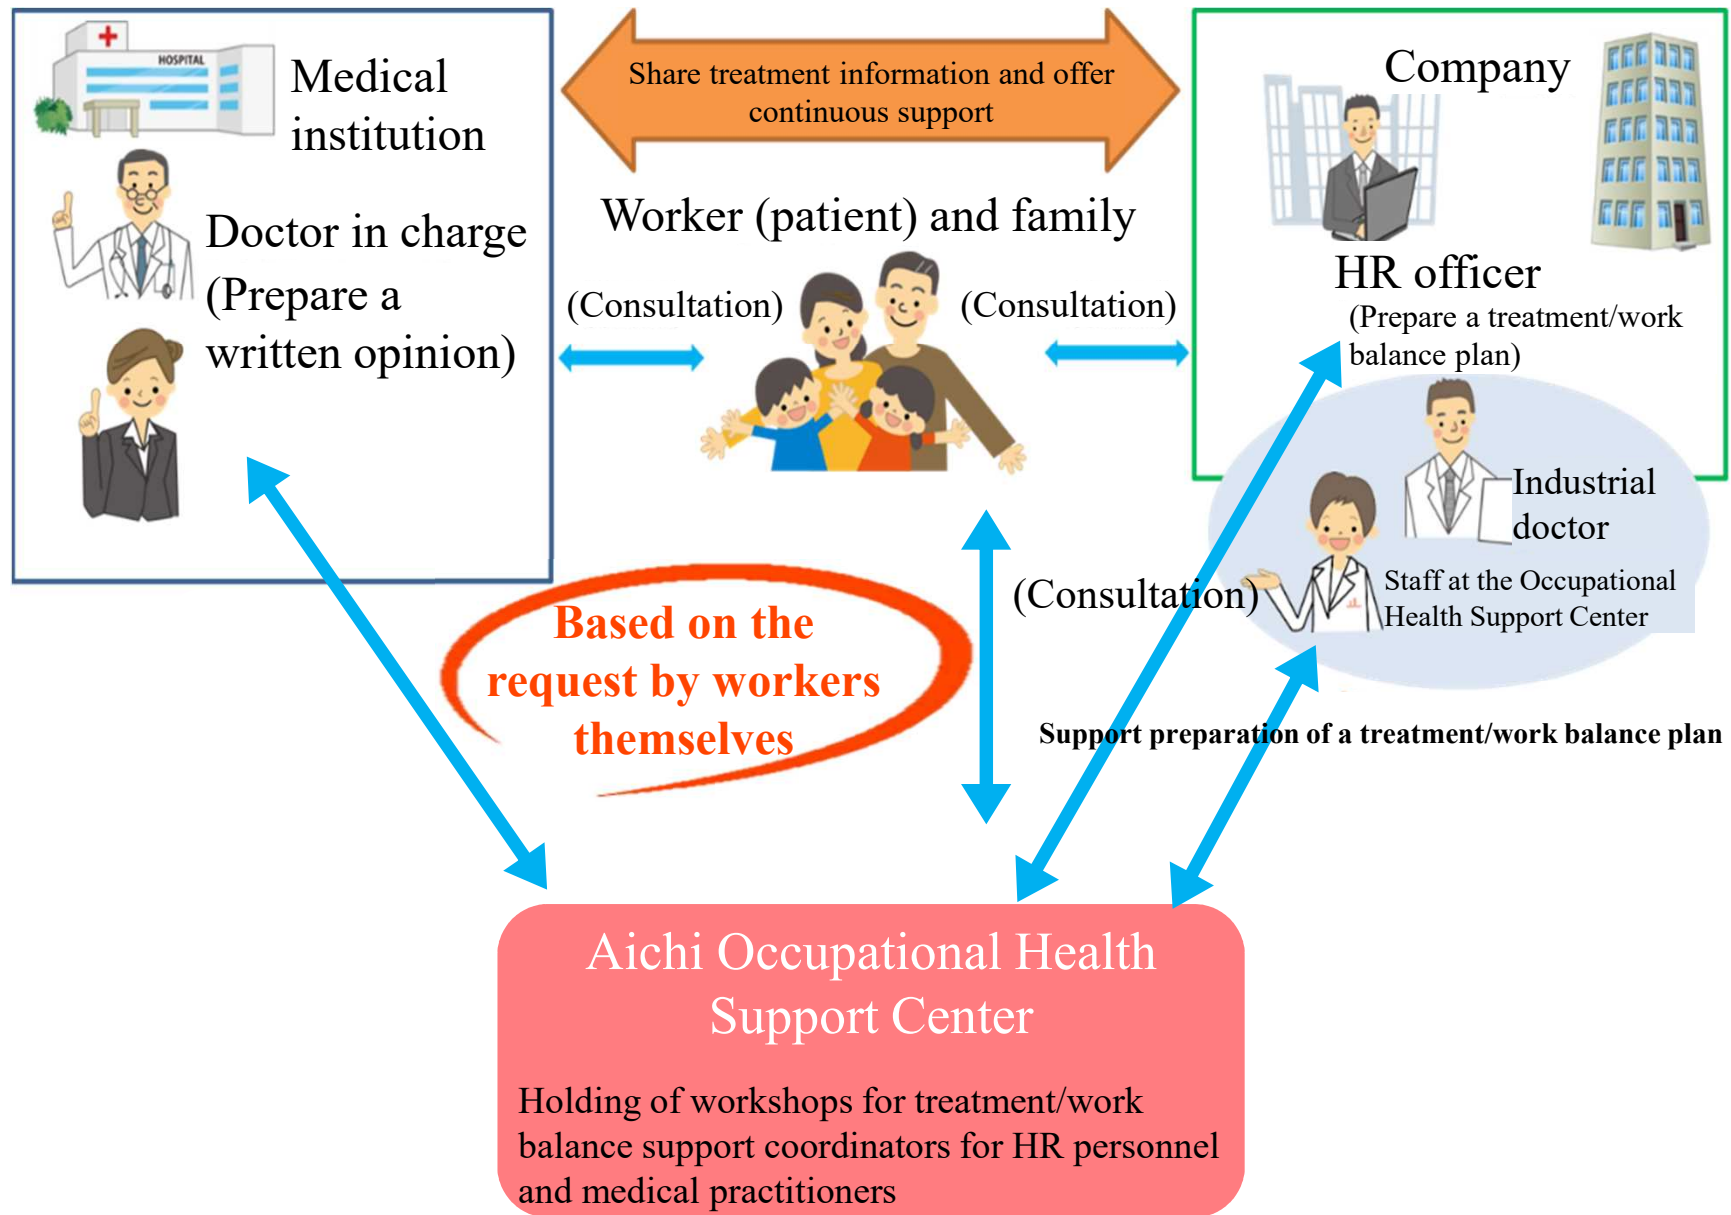 HOSPITAL
Medical
institution
Doctor in charge
(Prepare a
written opinion)
Share treatment information and offer
continuous support
Worker (patient) and family
(Consultation)
(Consultation)
Company
HR officer
(Prepare a treatment/work
balance plan)
Industrial
doctor
Staff at the Occupational
Health Support Center
(Consultation)
Based on the
request by workers
themselves
Support preparation of a treatment/work balance plan
Aichi Occupational Health
Support Center
Holding of workshops for treatment/work
balance support coordinators for HR personnel
and medical practitioners